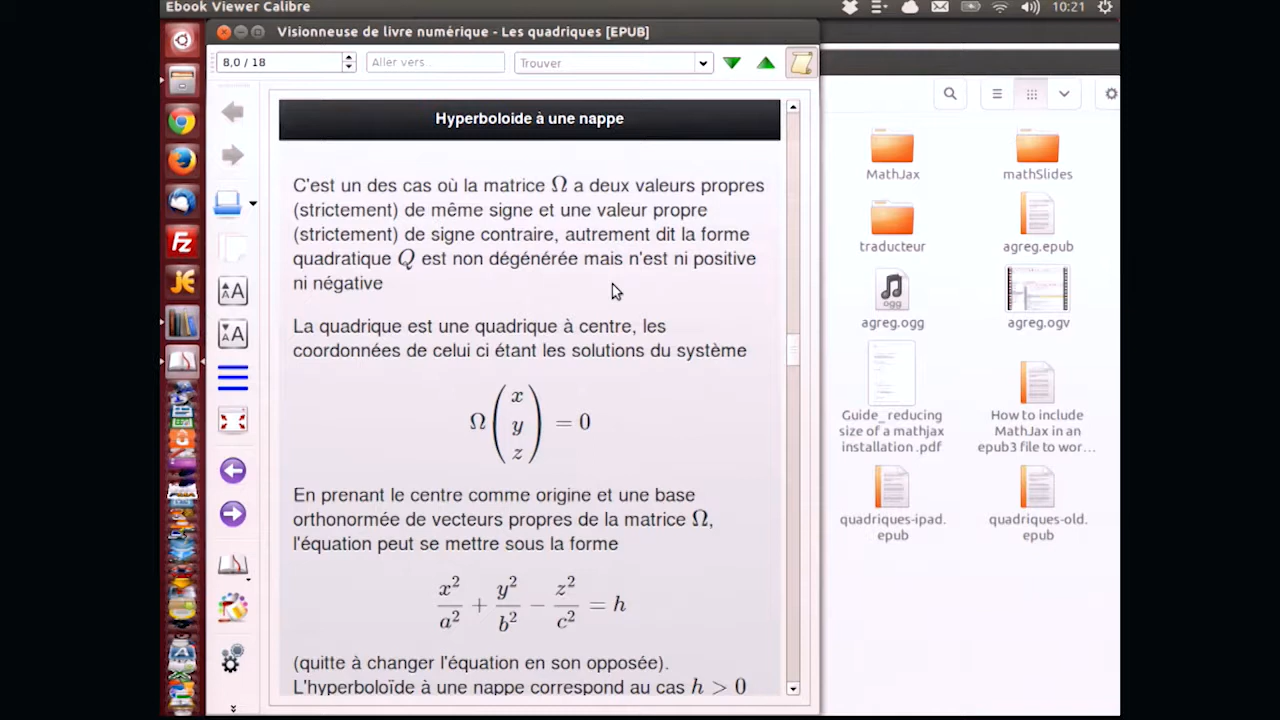 Ebook Viewer Calibre
10:21
Visionneuse de livre numérique - Les quadriques [EPUB]
8,0 / 18
Aller vers...
Trouver
Hyperboloide à une nappe
C'est un des cas où la matrice Ω a deux valeurs propres
(strictement) de même signe et une valeur propre
(strictement) de signe contraire, autrement dit la forme
quadratique Q est non dégénérée mais n'est ni positive
ni négative
La quadrique est une quadrique à centre, les
coordonnées de celui ci étant les solutions du système
Ω(x y z) = 0
En prenant le centre comme origine et une base
orthonormée de vecteurs propres de la matrice Ω,
l'équation peut se mettre sous la forme
x²/a² + y²/b² − z²/c² = h
(quitte à changer l'équation en son opposée).
L'hyperboloïde à une nappe correspond au cas h > 0
MathJax
mathSlides
traducteur
agreg.epub
ogg
agreg.ogg
agreg.ogv
Guide_ reducing
size of a mathjax
installation .pdf
How to include
MathJax in an
epub3 file to wor...
quadriques-ipad.
epub
quadriques-old.
epub